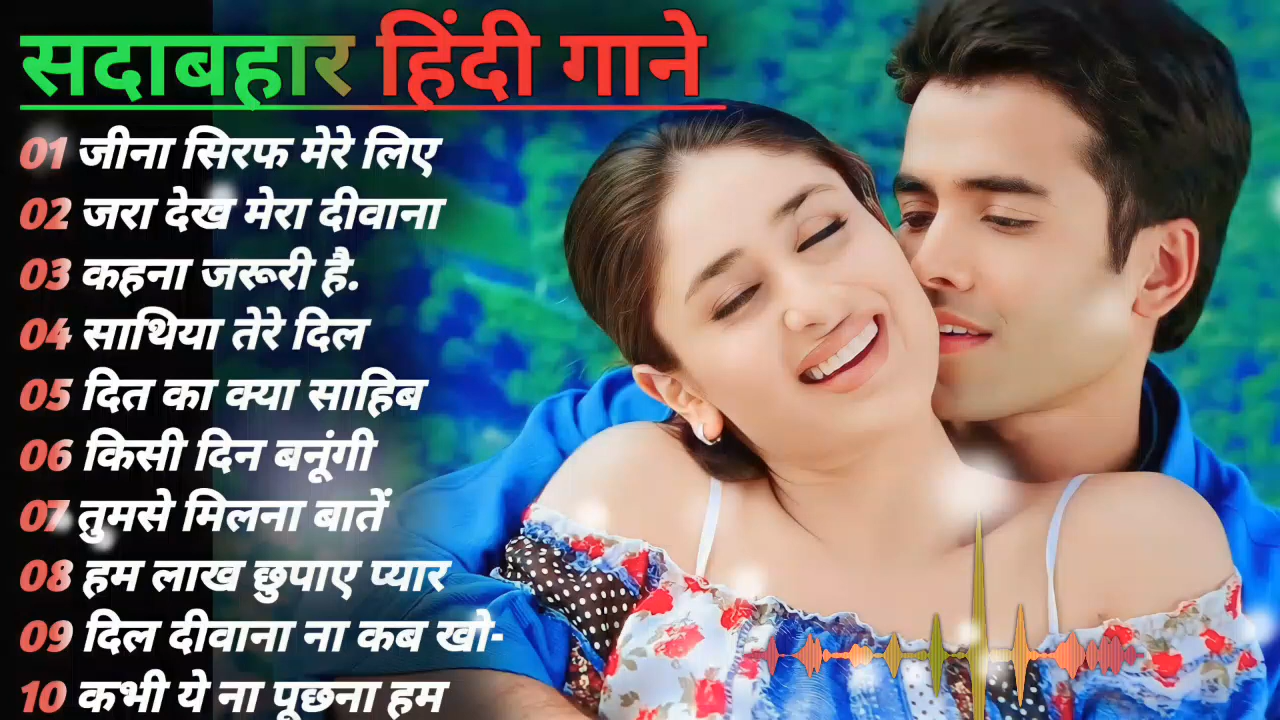 सदाबहार हिंदी गाने
01 जीना सिरफ मेरे लिए
02 जरा देख मेरा दीवाना
03 कहना जरूरी है.
04 साथिया तेरे दिल
05 दित का क्या साहिब
06 किसी दिन बनूंगी
07 तुमसे मिलना बातें
08 हम लाख छुपाए प्यार
09 दिल दीवाना ना कब खो-
10 कभी ये ना पूछना हम